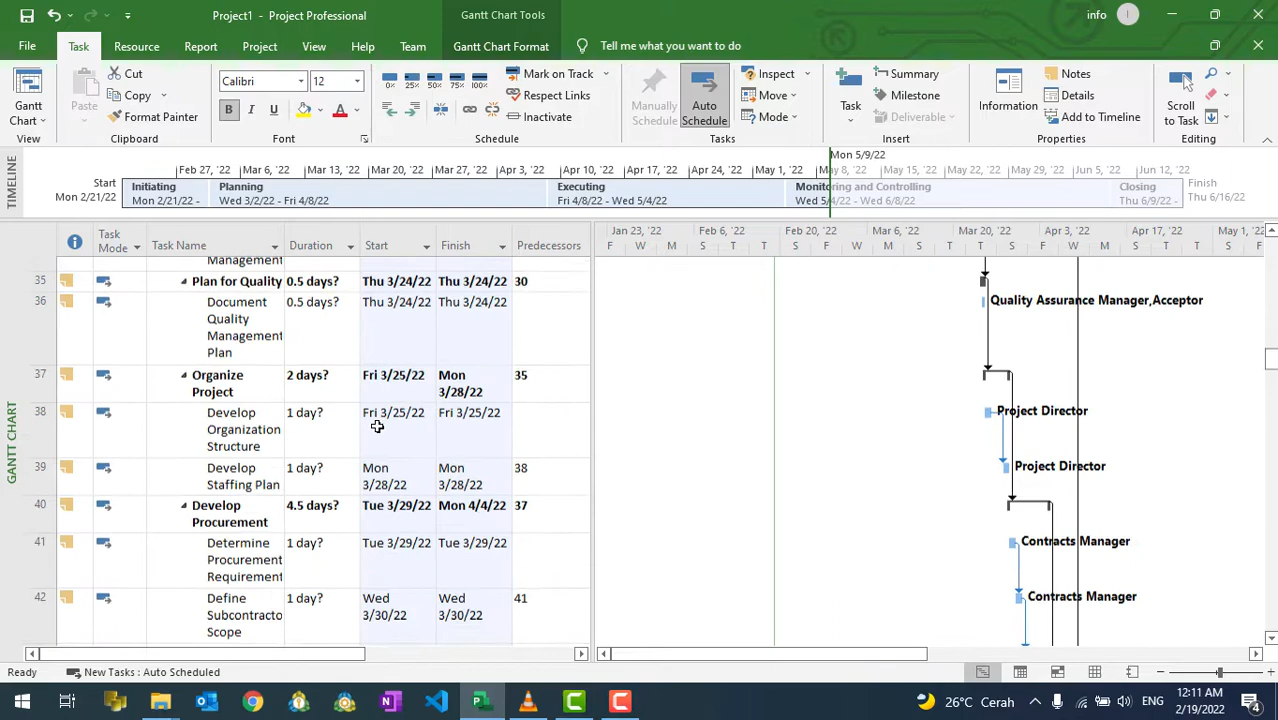 Project1 - Project Professional
Gantt Chart Tools
info
I
File
Task
Resource
Report
Project
View
Help
Team
Gantt Chart Format
Tell me what you want to do
Gantt
Chart
View
Paste
Cut
Copy
Format Painter
Clipboard
Calibri
12
B
I
U
A
Font
0%
25%
50%
75%
100%
Mark on Track
Respect Links
Inactivate
Schedule
Manually
Schedule
Auto
Schedule
Inspect
Move
Mode
Tasks
Task
Summary
Milestone
Deliverable
Insert
Information
Notes
Details
Add to Timeline
Properties
Scroll
to Task
Editing
TIMELINE
Mon 5/9/22
Feb 27, '22
Mar 6, '22
Mar 13, '22
Mar 20, '22
Mar 27, '22
Apr 3, '22
Apr 10, '22
Apr 17, '22
Apr 24, '22
May 1, '22
May 8, '22
May 15, '22
May 22, '22
May 29, '22
Jun 5, '22
Jun 12, '22
Start
Mon 2/21/22
Initiating
Mon 2/21/22 -
Planning
Wed 3/2/22 - Fri 4/8/22
Executing
Fri 4/8/22 - Wed 5/4/22
Monitoring and Controlling
Wed 5/4/22 - Wed 6/8/22
Closing
Thu 6/9/22 -
Finish
Thu 6/16/22
GANTT CHART
Task
Mode
Task Name
Duration
Start
Finish
Predecessors
Jan 23, '22
Feb 6, '22
Feb 20, '22
Mar 6, '22
Mar 20, '22
Apr 3, '22
Apr 17, '22
May 1, '2
F W M S T T F W M S T T F W M S T F
Management
35 Plan for Quality 0.5 days? Thu 3/24/22 Thu 3/24/22 30
36 Document 0.5 days? Thu 3/24/22 Thu 3/24/22
Quality
Management
Plan
Quality Assurance Manager,Acceptor
37 Organize 2 days? Fri 3/25/22 Mon 35
Project 3/28/22
38 Develop 1 day? Fri 3/25/22 Fri 3/25/22
Organization
Structure
Project Director
39 Develop 1 day? Mon Mon 38
Staffing Plan 3/28/22 3/28/22
Project Director
40 Develop 4.5 days? Tue 3/29/22 Mon 4/4/22 37
Procurement
41 Determine 1 day? Tue 3/29/22 Tue 3/29/22
Procurement
Requirement
Contracts Manager
42 Define 1 day? Wed Wed 41
Subcontracto 3/30/22 3/30/22
Scope
Contracts Manager
Ready
New Tasks : Auto Scheduled
26°C Cerah
ENG
12:11 AM
2/19/2022
4